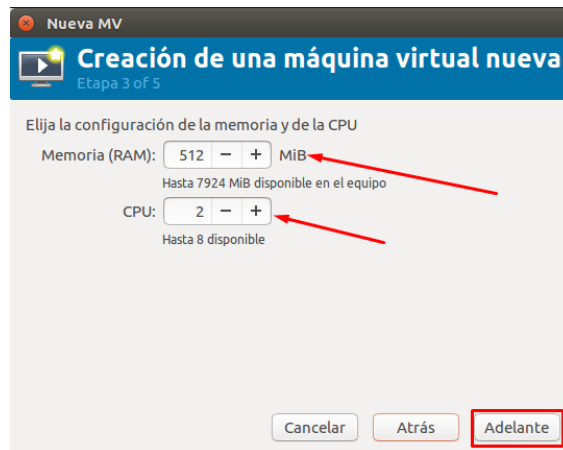 Nueva MV
Creación de una máquina virtual nueva
Etapa 3 of 5
Elija la configuración de la memoria y de la CPU
Memoria (RAM): 512 − + MiB
Hasta 7924 MiB disponible en el equipo
CPU: 2 − +
Hasta 8 disponible
Cancelar Atrás Adelante